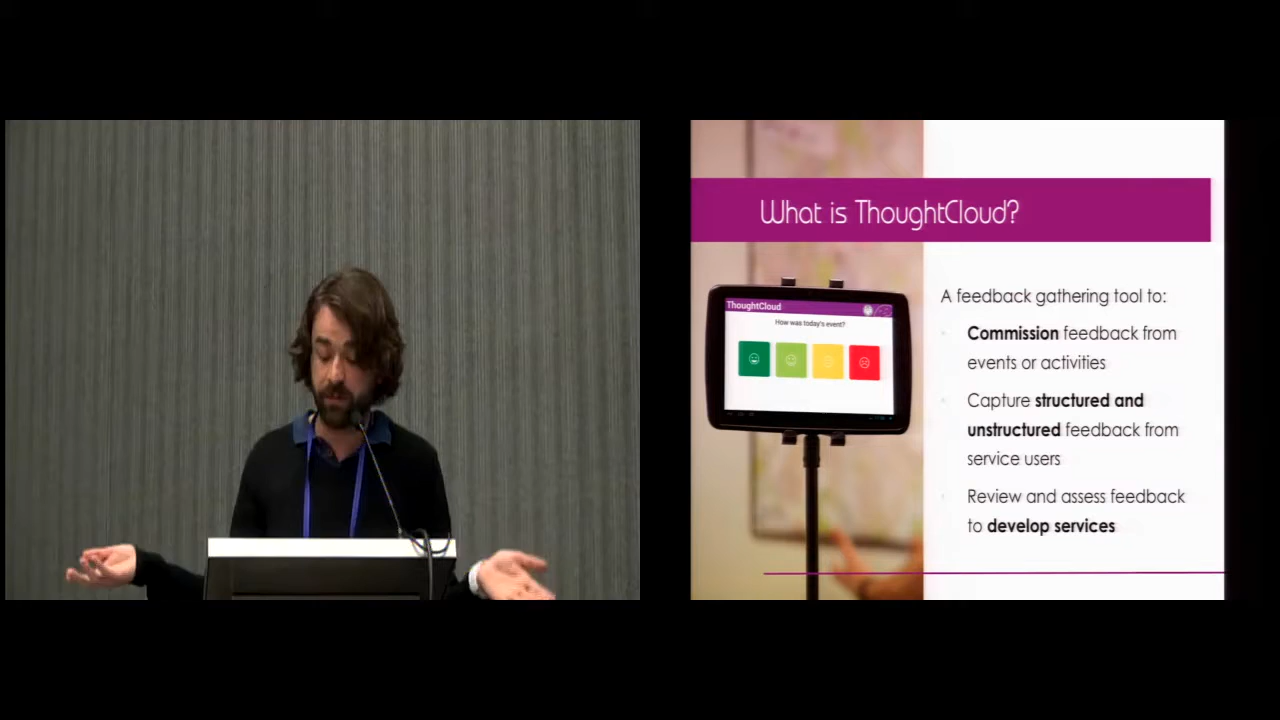 What is ThoughtCloud?
ThoughtCloud
How was today's event?
A feedback gathering tool to:
Commission feedback from
events or activities
Capture structured and
unstructured feedback from
service users
Review and assess feedback
to develop services